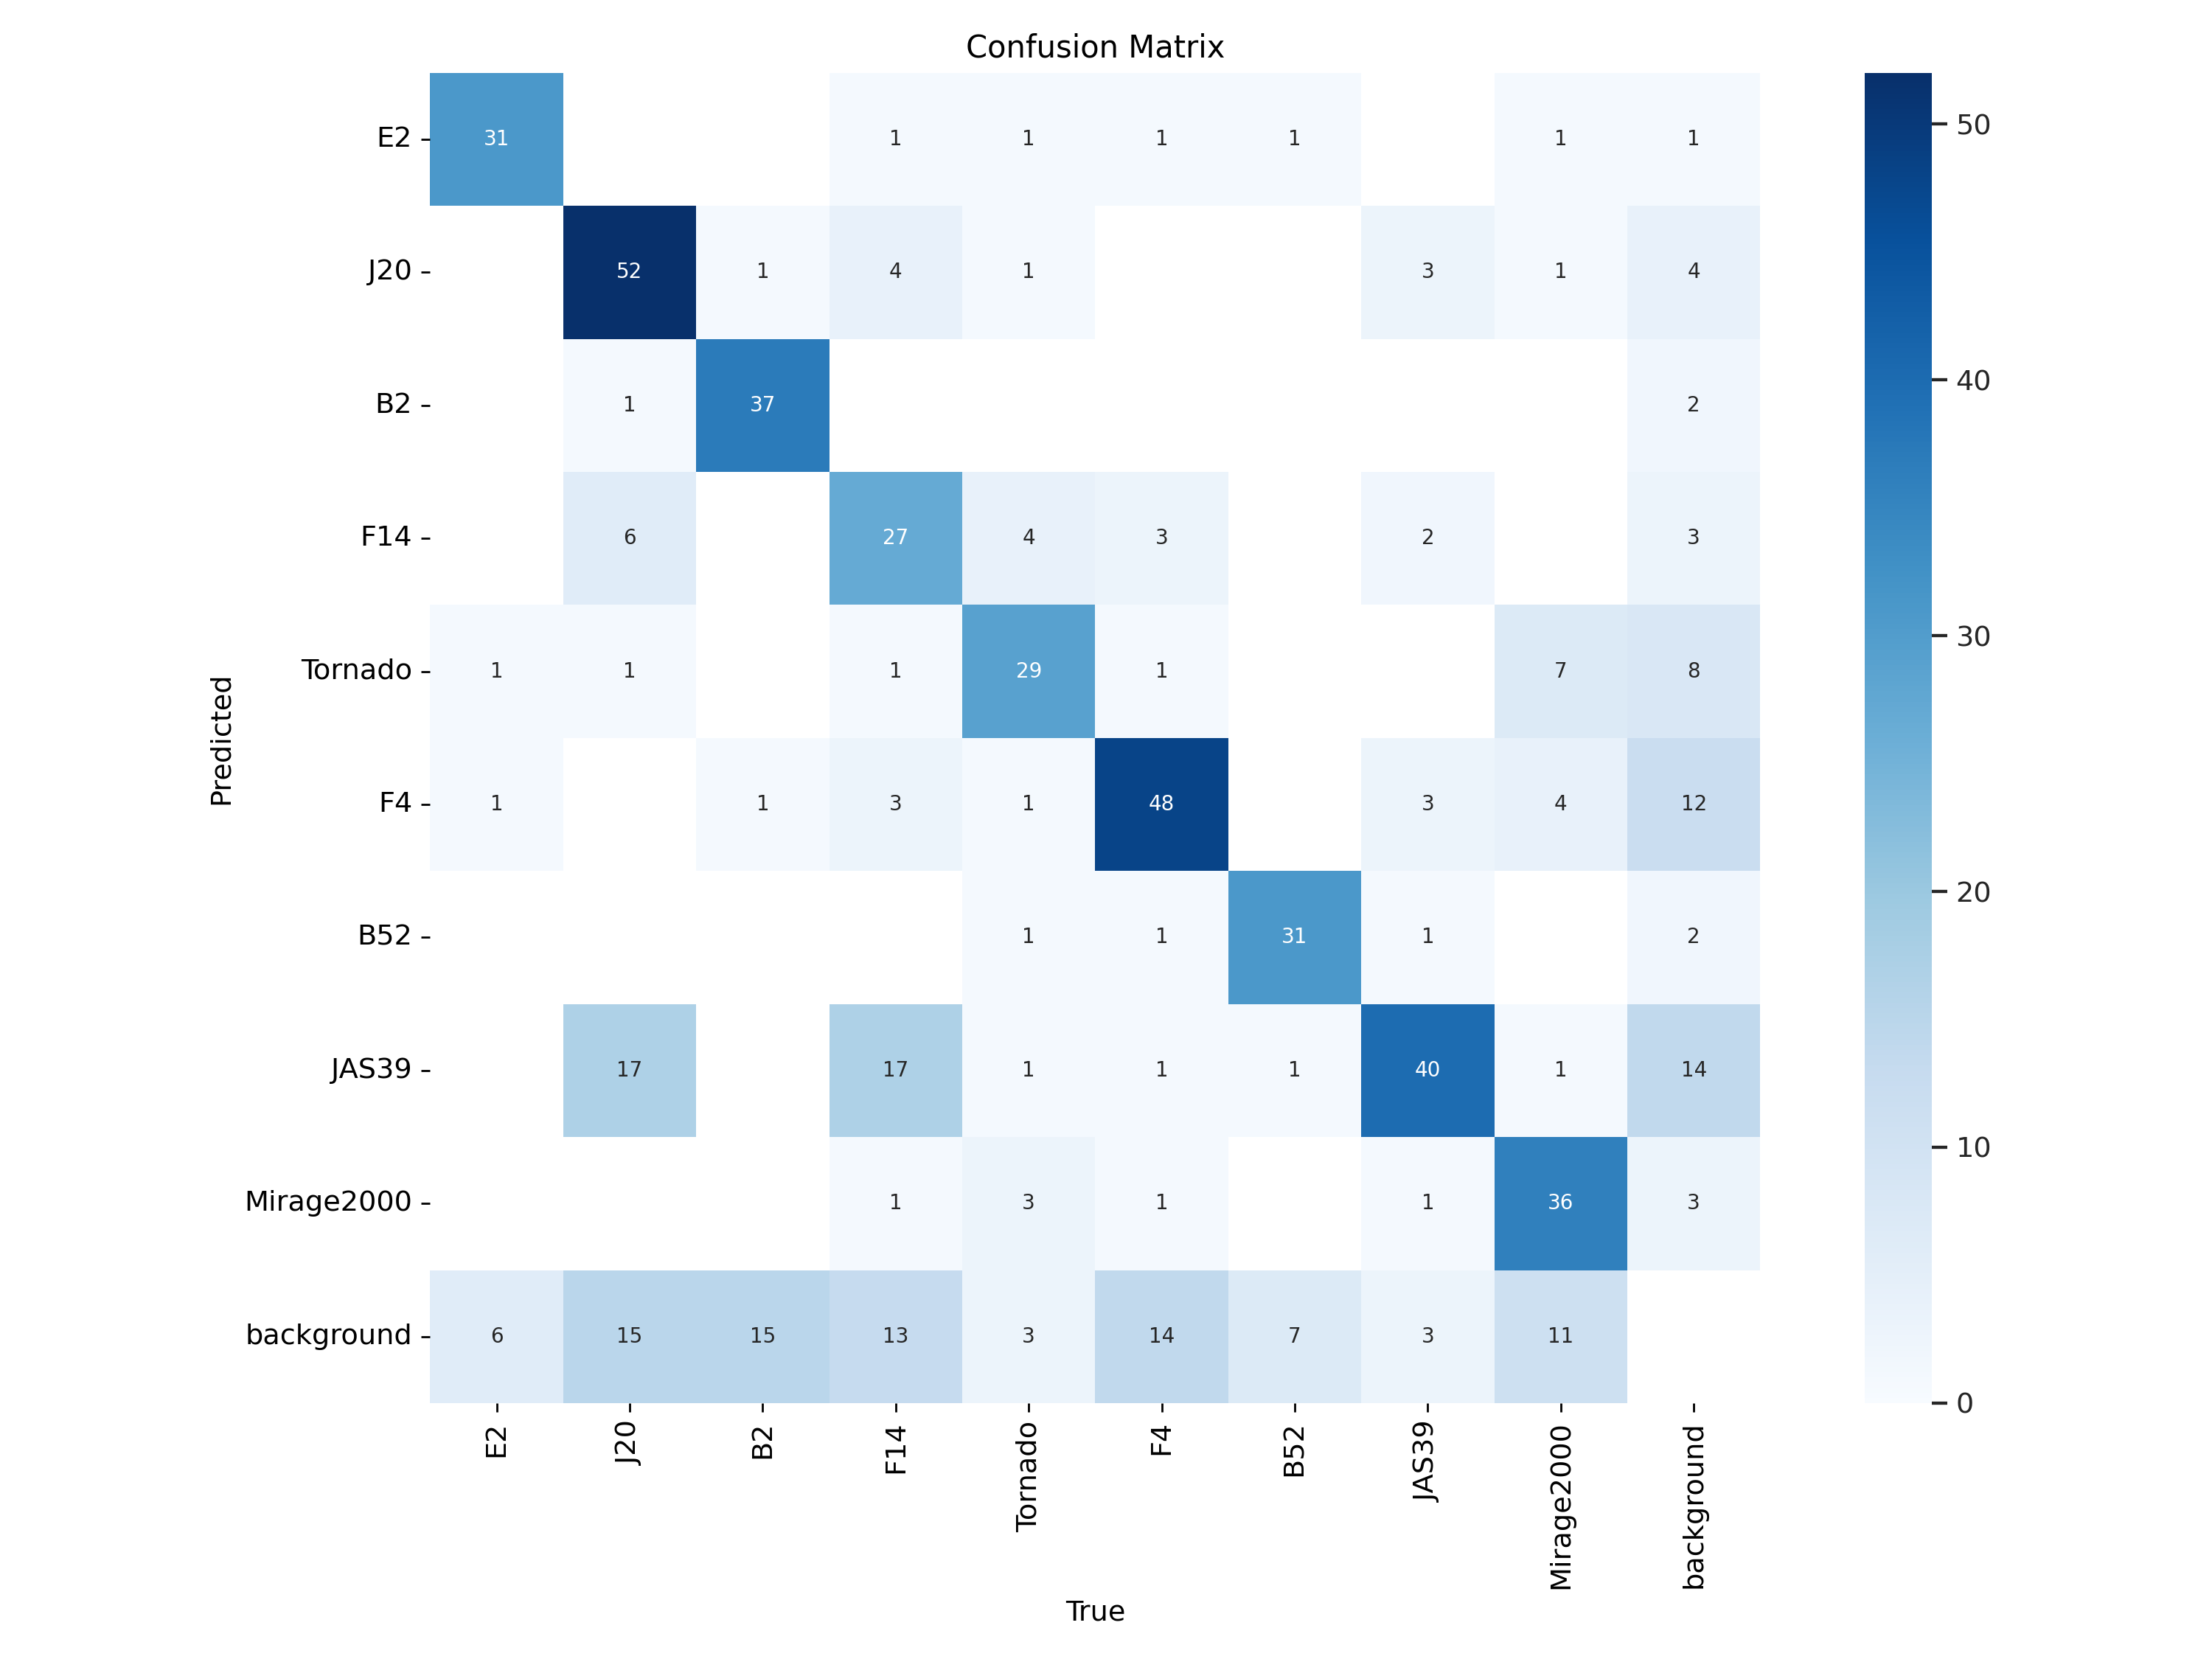 Confusion Matrix
E2 31 1 1 1 1 1 1
J20 52 1 4 1 3 1 4
B2 1 37 2
F14 6 27 4 3 2 3
Tornado 1 1 1 29 1 7 8
F4 1 1 3 1 48 3 4 12
B52 1 1 31 1 2
JAS39 17 17 1 1 1 40 1 14
Mirage2000 1 3 1 1 36 3
background 6 15 15 13 3 14 7 3 11
E2 J20 B2 F14 Tornado F4 B52 JAS39 Mirage2000 background
True
Predicted
50
40
30
20
10
0